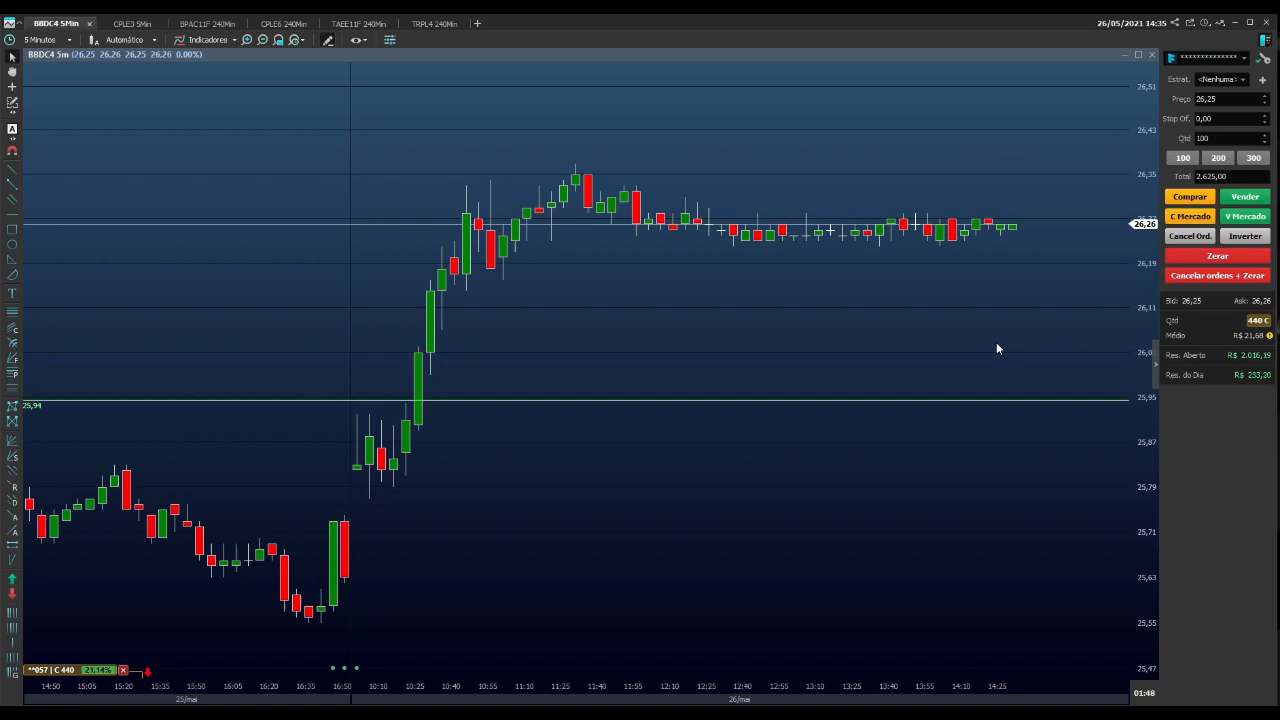 BBDC4 5Min
CPLE3 5Min
BPAC11F 240Min
CPLE6 240Min
TAEE11F 240Min
TRPL4 240Min
26/05/2021 14:35
5 Minutos
Automático
Indicadores
BBDC4 5m (26,25 26,26 26,25 26,26 0.00%)
26,51
26,43
26,35
26,26
26,19
26,11
25,95
25,87
25,79
25,71
25,63
25,55
25,47
25,94
**057 | C 440 21.14%
14:50 15:05 15:20 15:35 15:50 16:05 16:20 16:35 16:50 10:10 10:25 10:40 10:55 11:10 11:25 11:40 11:55 12:10 12:25 12:40 12:55 13:10 13:25 13:40 13:55 14:10 14:25
25/mai
26/mai
01:48
**************
Estrat. <Nenhuma>
Preço 26,25
Stop Of. 0,00
Qtd 100
100 200 300
Total 2.625,00
Comprar Vender
C Mercado V Mercado
Cancel Ord. Inverter
Zerar
Cancelar ordens + Zerar
Bid: 26,25 Ask: 26,26
Qtd 440 C
Médio R$ 21,68
Res. Aberto R$ 2.016,19
Res. do Dia R$ 233,20